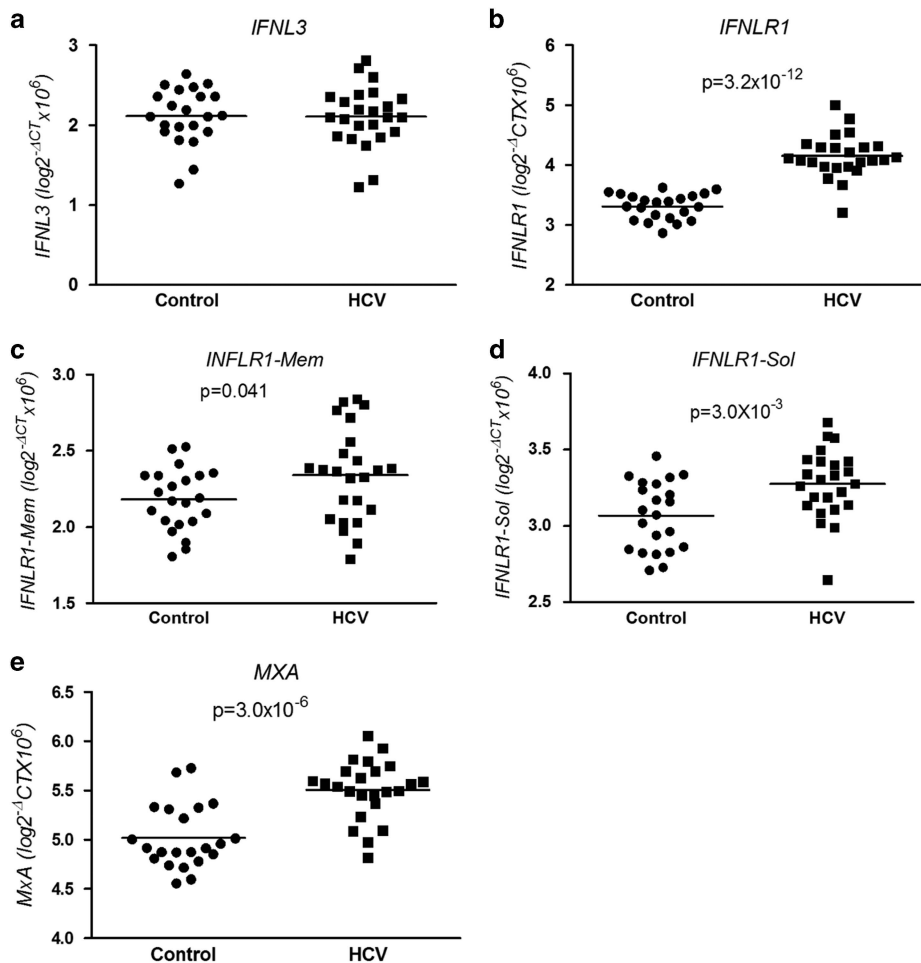 a
IFNL3
IFNL3 (log2^-ΔCT x10^6)
3
2
1
0
Control HCV
b
IFNLR1
p=3.2x10^-12
IFNLR1 (log2^-ΔCTX10^6)
6
5
4
3
2
Control HCV
c
INFLR1-Mem
p=0.041
IFNLR1-Mem (log2^-ΔCT x10^6)
3.0
2.5
2.0
1.5
Control HCV
d
IFNLR1-Sol
p=3.0X10^-3
IFNLR1-Sol (log2^-ΔCT x10^6)
4.0
3.5
3.0
2.5
Control HCV
e
MXA
p=3.0x10^-6
MxA (log2^-ΔCTX10^6)
6.5
6.0
5.5
5.0
4.5
4.0
Control HCV